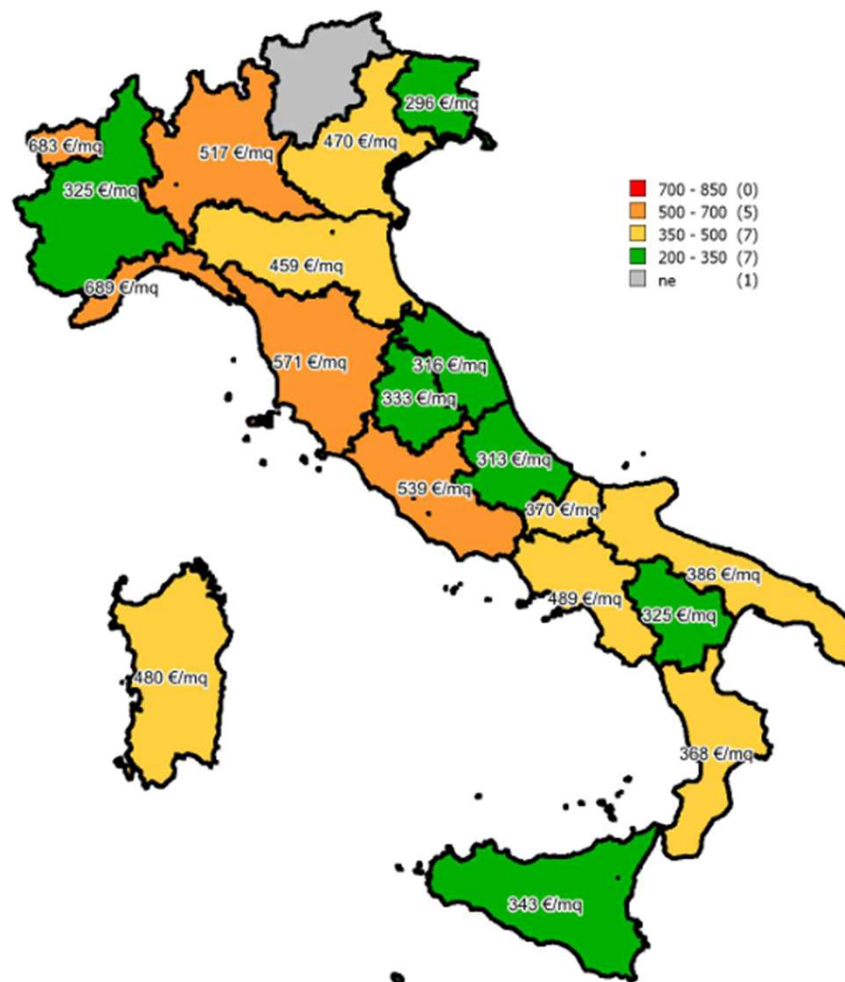 296 €/mq
683 €/mq
517 €/mq
470 €/mq
325 €/mq
700 - 850 (0)
500 - 700 (5)
350 - 500 (7)
200 - 350 (7)
ne (1)
459 €/mq
689 €/mq
571 €/mq
316 €/mq
333 €/mq
313 €/mq
539 €/mq
370 €/mq
386 €/mq
489 €/mq
325 €/mq
480 €/mq
368 €/mq
343 €/mq